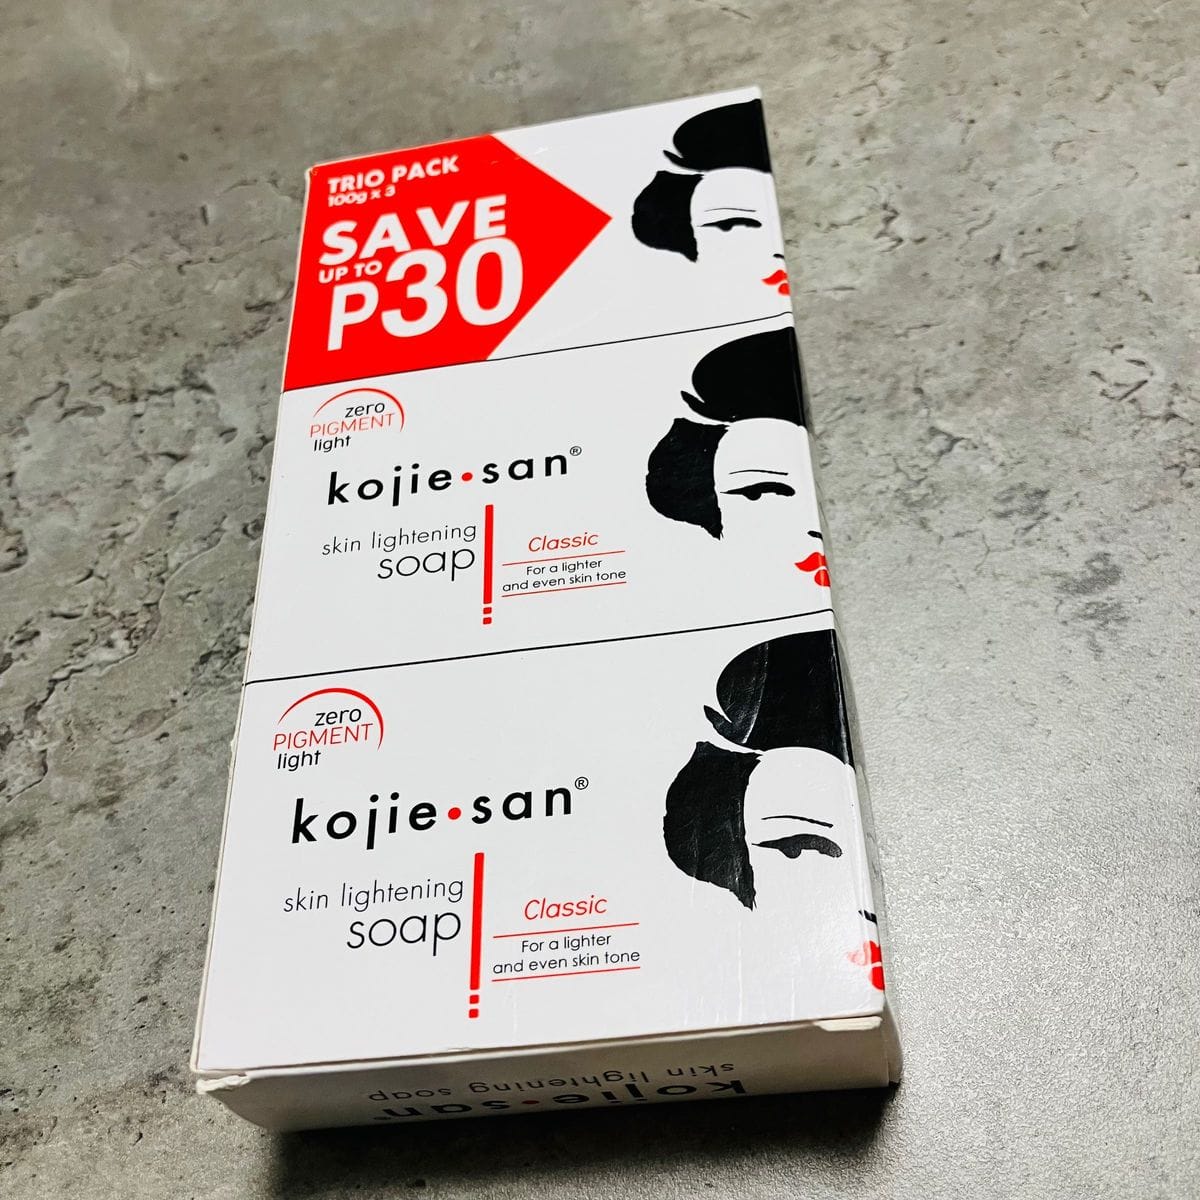 TRIO PACK
100g x 3
SAVE
UP TO
P30
zero
PIGMENT
light
kojie•san®
skin lightening
soap
Classic
For a lighter
and even skin tone
zero
PIGMENT
light
kojie•san®
skin lightening
soap
Classic
For a lighter
and even skin tone
kojie•san®
skin lightening soap